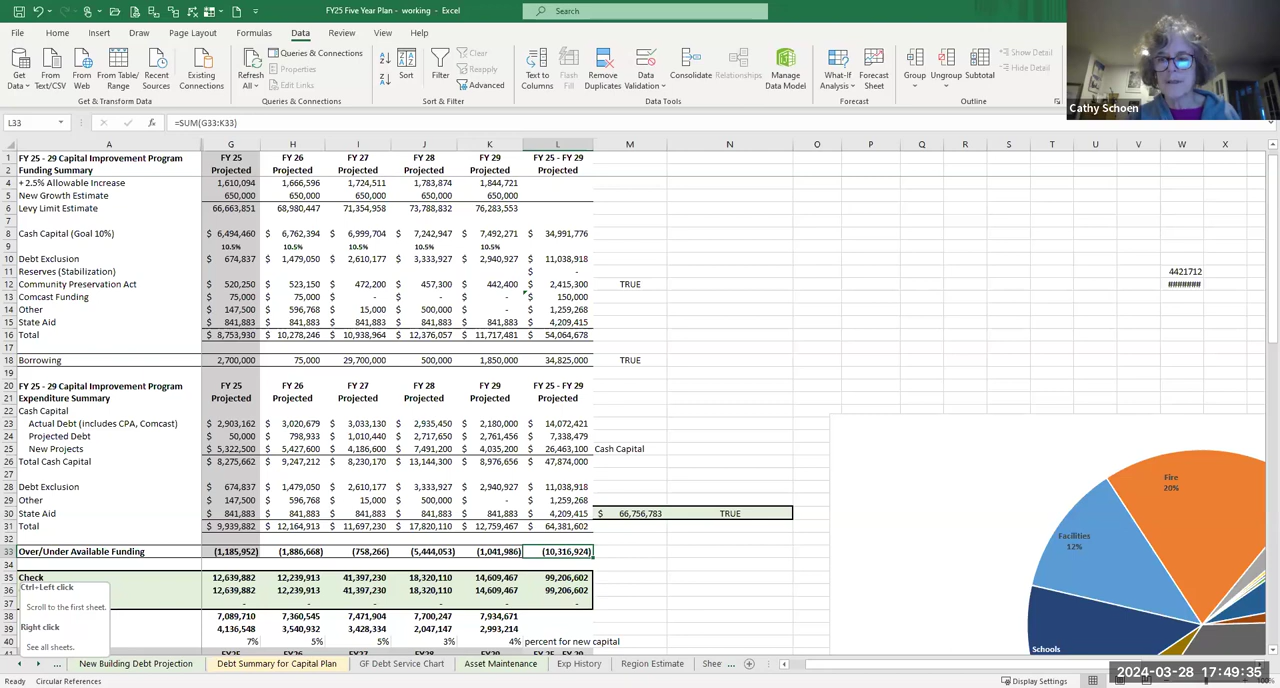 FY25 Five Year Plan - working - Excel
Search
File Home Insert Draw Page Layout Formulas Data Review View Help
Get Data From Text/CSV From Web From Table/ Range Recent Sources Existing Connections
Refresh All Queries & Connections Properties Edit Links
Sort Filter Clear Reapply Advanced
Text to Columns Flash Fill Remove Duplicates Data Validation Consolidate Relationships Manage Data Model
What-If Analysis Forecast Sheet Group Ungroup Subtotal Show Detail Hide Detail
Get & Transform Data Queries & Connections Sort & Filter Data Tools Forecast Outline
Cathy Schoen
L33 fx =SUM(G33:K33)
A G H I J K L M N O P Q R S T U V W X
1 FY 25 - 29 Capital Improvement Program FY 25 FY 26 FY 27 FY 28 FY 29 FY 25 - FY 29
2 Funding Summary Projected Projected Projected Projected Projected Projected
4 + 2.5% Allowable Increase 1,610,094 1,666,596 1,724,511 1,783,874 1,844,721
5 New Growth Estimate 650,000 650,000 650,000 650,000 650,000
6 Levy Limit Estimate 66,663,851 68,980,447 71,354,958 73,788,832 76,283,553
7
8 Cash Capital (Goal 10%) $ 6,494,460 $ 6,762,394 $ 6,999,704 $ 7,242,947 $ 7,492,271 $ 34,991,776
9 10.5% 10.5% 10.5% 10.5% 10.5%
10 Debt Exclusion $ 674,837 $ 1,479,050 $ 2,610,177 $ 3,333,927 $ 2,940,927 $ 11,038,918
11 Reserves (Stabilization) $ - 4421712
12 Community Preservation Act $ 520,250 $ 523,150 $ 472,200 $ 457,300 $ 442,400 $ 2,415,300 TRUE #######
13 Comcast Funding $ 75,000 $ 75,000 $ - $ - $ - $ 150,000
14 Other $ 147,500 $ 596,768 $ 15,000 $ 500,000 $ - $ 1,259,268
15 State Aid $ 841,883 $ 841,883 $ 841,883 $ 841,883 $ 841,883 $ 4,209,415
16 Total $ 8,753,930 $ 10,278,246 $ 10,938,964 $ 12,376,057 $ 11,717,481 $ 54,064,678
17
18 Borrowing 2,700,000 75,000 29,700,000 500,000 1,850,000 34,825,000 TRUE
19
20 FY 25 - 29 Capital Improvement Program FY 25 FY 26 FY 27 FY 28 FY 29 FY 25 - FY 29
21 Expenditure Summary Projected Projected Projected Projected Projected Projected
22 Cash Capital
23 Actual Debt (includes CPA, Comcast) $ 2,903,162 $ 3,020,679 $ 3,033,130 $ 2,935,450 $ 2,180,000 $ 14,072,421
24 Projected Debt $ 50,000 $ 798,933 $ 1,010,440 $ 2,717,650 $ 2,761,456 $ 7,338,479
25 New Projects $ 5,322,500 $ 5,427,600 $ 4,186,600 $ 7,491,200 $ 4,035,200 $ 26,463,100 Cash Capital
26 Total Cash Capital $ 8,275,662 $ 9,247,212 $ 8,230,170 $ 13,144,300 $ 8,976,656 $ 47,874,000
27
28 Debt Exclusion $ 674,837 $ 1,479,050 $ 2,610,177 $ 3,333,927 $ 2,940,927 $ 11,038,918
29 Other $ 147,500 $ 596,768 $ 15,000 $ 500,000 $ - $ 1,259,268
30 State Aid $ 841,883 $ 841,883 $ 841,883 $ 841,883 $ 841,883 $ 4,209,415 $ 66,756,783 TRUE
31 Total $ 9,939,882 $ 12,164,913 $ 11,697,230 $ 17,820,110 $ 12,759,467 $ 64,381,602
32
33 Over/Under Available Funding (1,185,952) (1,886,668) (758,266) (5,444,053) (1,041,986) (10,316,924)
34
35 Check 12,639,882 12,239,913 41,397,230 18,320,110 14,609,467 99,206,602
36 12,639,882 12,239,913 41,397,230 18,320,110 14,609,467 99,206,602
37 - - - - - -
38 7,089,710 7,360,545 7,471,904 7,700,247 7,934,671
39 4,136,548 3,540,932 3,428,334 2,047,147 2,993,214
40 7% 5% 5% 3% 4% percent for new capital
Ctrl+Left click
Scroll to the first sheet.
Right click
See all sheets.
Fire
20%
Facilities
12%
Schools
... New Building Debt Projection Debt Summary for Capital Plan GF Debt Service Chart Asset Maintenance Exp History Region Estimate Shee ...
2024-03-28 17:49:35
Ready Circular References Display Settings